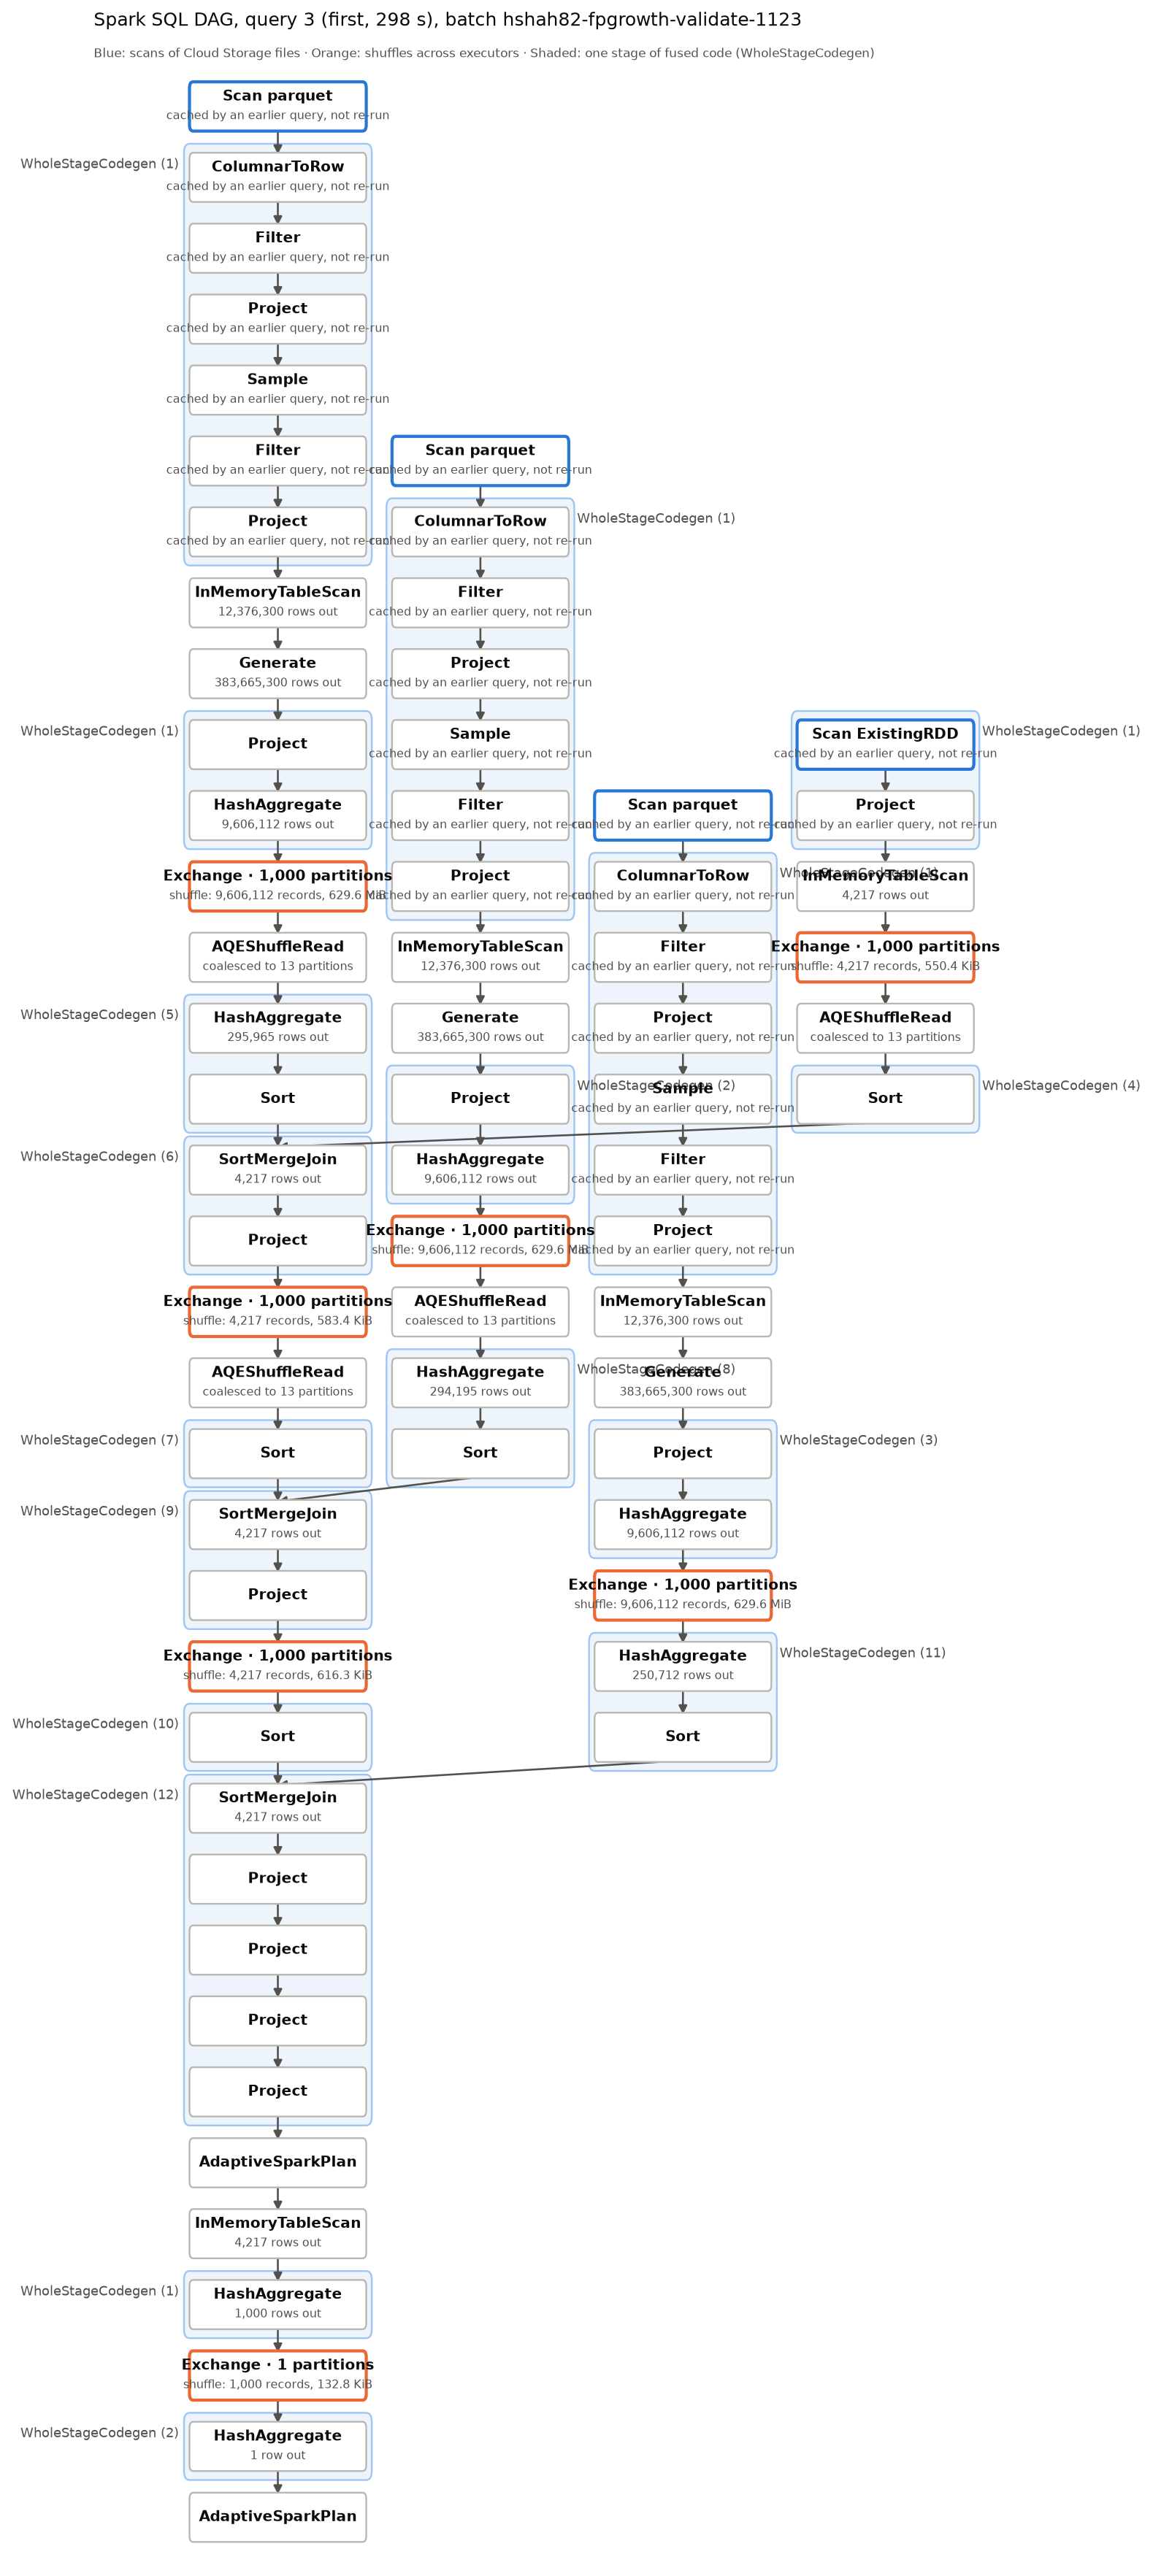 Spark SQL DAG, query 3 (first, 298 s), batch hshah82-fpgrowth-validate-1123
Blue: scans of Cloud Storage files · Orange: shuffles across executors · Shaded: one stage of fused code (WholeStageCodegen)
Scan parquet
cached by an earlier query, not re-run
WholeStageCodegen (1)
ColumnarToRow
cached by an earlier query, not re-run
Filter
cached by an earlier query, not re-run
Project
cached by an earlier query, not re-run
Sample
cached by an earlier query, not re-run
Filter
cached by an earlier query, not re-run
Project
cached by an earlier query, not re-run
InMemoryTableScan
12,376,300 rows out
Generate
383,665,300 rows out
WholeStageCodegen (1)
Project
HashAggregate
9,606,112 rows out
Exchange · 1,000 partitions
shuffle: 9,606,112 records, 629.6 MiB
AQEShuffleRead
coalesced to 13 partitions
WholeStageCodegen (5)
HashAggregate
295,965 rows out
Sort
WholeStageCodegen (6)
SortMergeJoin
4,217 rows out
Project
Exchange · 1,000 partitions
shuffle: 4,217 records, 583.4 KiB
AQEShuffleRead
coalesced to 13 partitions
WholeStageCodegen (7)
Sort
WholeStageCodegen (9)
SortMergeJoin
4,217 rows out
Project
Exchange · 1,000 partitions
shuffle: 4,217 records, 616.3 KiB
WholeStageCodegen (10)
Sort
WholeStageCodegen (12)
SortMergeJoin
4,217 rows out
Project
Project
Project
Project
AdaptiveSparkPlan
InMemoryTableScan
4,217 rows out
WholeStageCodegen (1)
HashAggregate
1,000 rows out
Exchange · 1 partitions
shuffle: 1,000 records, 132.8 KiB
WholeStageCodegen (2)
HashAggregate
1 row out
AdaptiveSparkPlan
Scan parquet
cached by an earlier query, not re-run
WholeStageCodegen (1)
ColumnarToRow
cached by an earlier query, not re-run
Filter
cached by an earlier query, not re-run
Project
cached by an earlier query, not re-run
Sample
cached by an earlier query, not re-run
Filter
cached by an earlier query, not re-run
Project
cached by an earlier query, not re-run
InMemoryTableScan
12,376,300 rows out
Generate
383,665,300 rows out
WholeStageCodegen (2)
Project
HashAggregate
9,606,112 rows out
Exchange · 1,000 partitions
shuffle: 9,606,112 records, 629.6 MiB
AQEShuffleRead
coalesced to 13 partitions
WholeStageCodegen (8)
HashAggregate
294,195 rows out
Sort
Scan parquet
cached by an earlier query, not re-run
WholeStageCodegen (1)
ColumnarToRow
cached by an earlier query, not re-run
Filter
cached by an earlier query, not re-run
Project
cached by an earlier query, not re-run
Sample
cached by an earlier query, not re-run
Filter
cached by an earlier query, not re-run
Project
cached by an earlier query, not re-run
InMemoryTableScan
12,376,300 rows out
Generate
383,665,300 rows out
WholeStageCodegen (3)
Project
HashAggregate
9,606,112 rows out
Exchange · 1,000 partitions
shuffle: 9,606,112 records, 629.6 MiB
WholeStageCodegen (11)
HashAggregate
250,712 rows out
Sort
WholeStageCodegen (1)
Scan ExistingRDD
cached by an earlier query, not re-run
Project
cached by an earlier query, not re-run
InMemoryTableScan
4,217 rows out
Exchange · 1,000 partitions
shuffle: 4,217 records, 550.4 KiB
AQEShuffleRead
coalesced to 13 partitions
WholeStageCodegen (4)
Sort